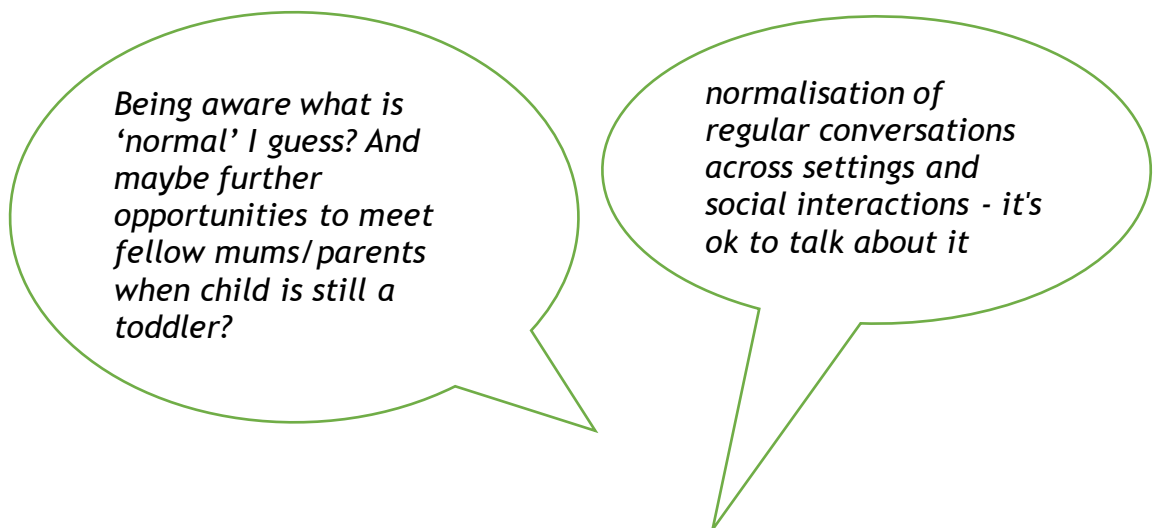 Being aware what is
‘normal’ I guess? And
maybe further
opportunities to meet
fellow mums/parents
when child is still a
toddler?
normalisation of
regular conversations
across settings and
social interactions - it's
ok to talk about it